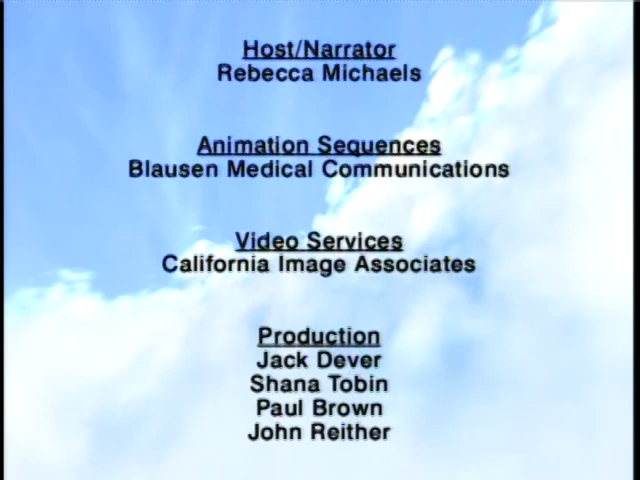 Host/Narrator
Rebecca Michaels
Animation Sequences
Blausen Medical Communications
Video Services
California Image Associates
Production
Jack Dever
Shana Tobin
Paul Brown
John Reither